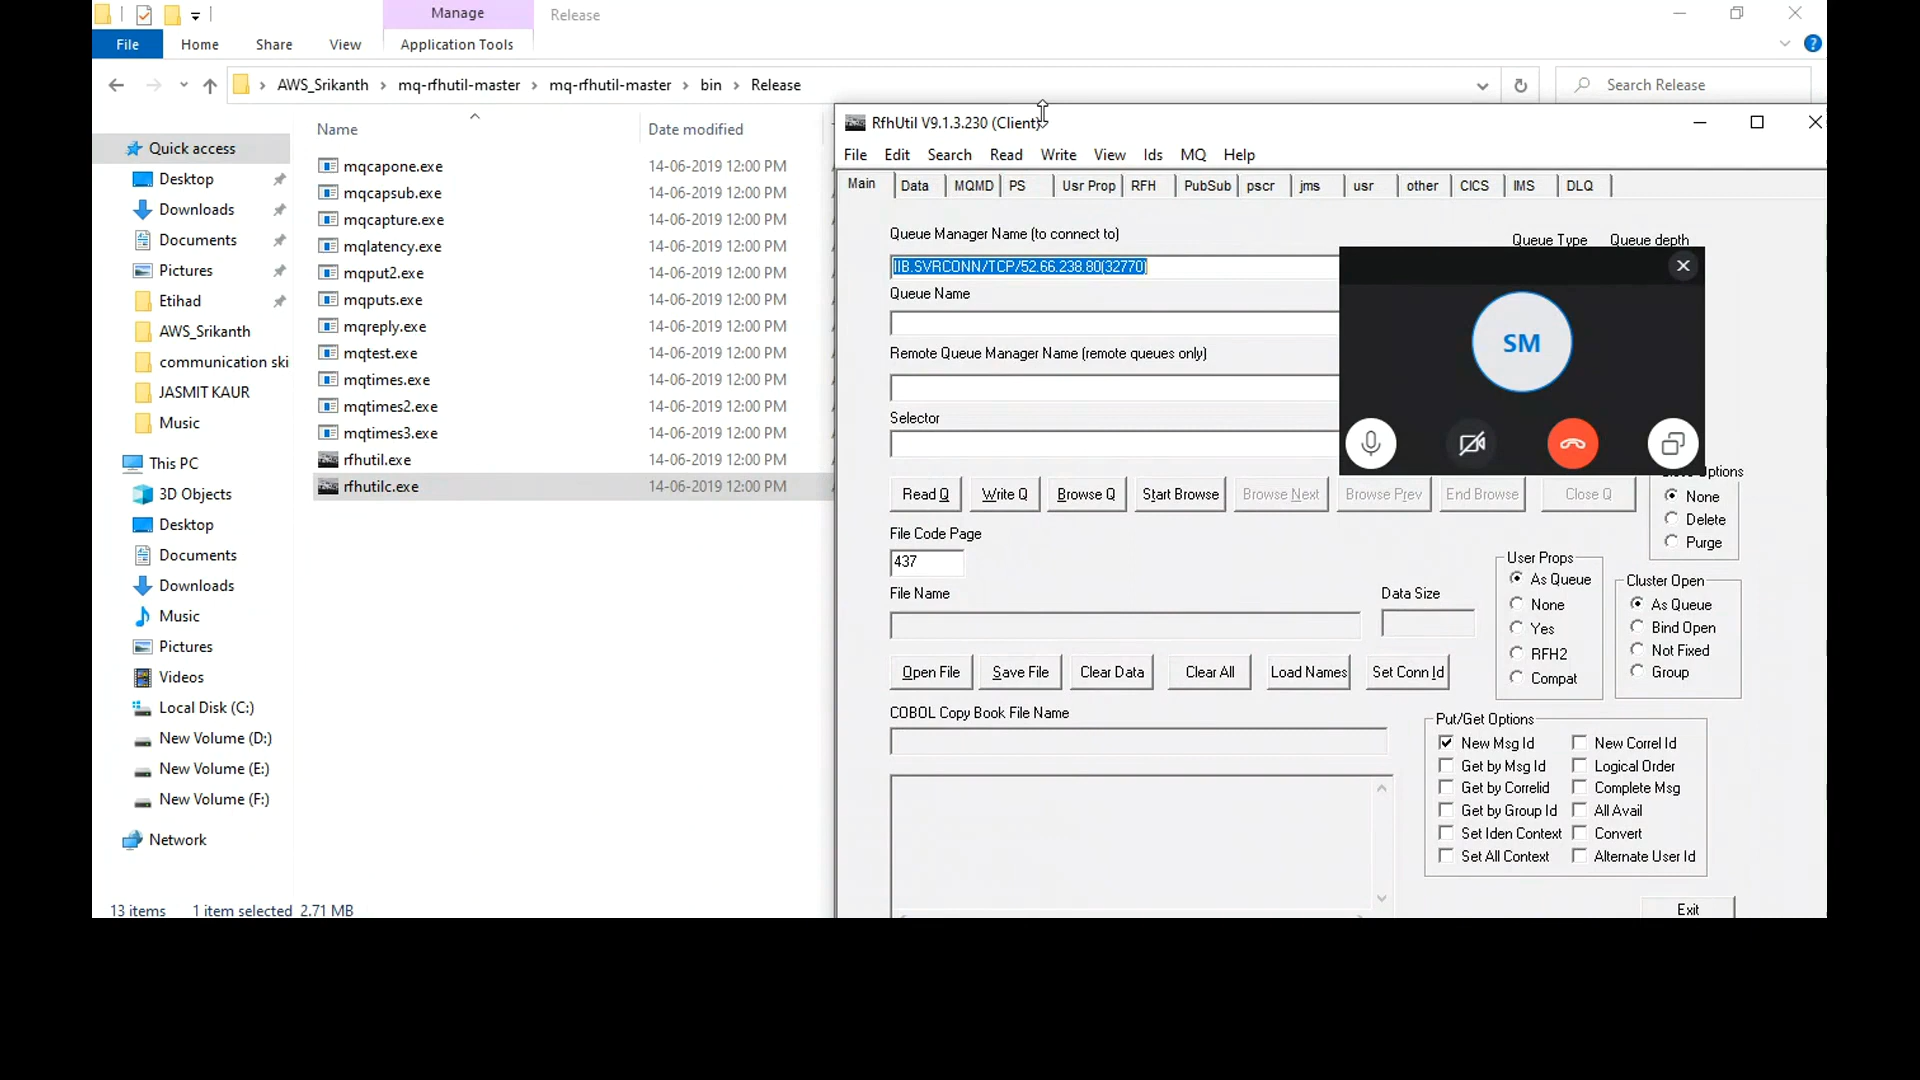 Manage
Release
File
Home
Share
View
Application Tools
AWS_Srikanth
mq-rfhutil-master
mq-rfhutil-master
bin
Release
Search Release
Name
Date modified
Quick access
Desktop
Downloads
Documents
Pictures
Etihad
AWS_Srikanth
communication ski
JASMIT KAUR
Music
This PC
3D Objects
Desktop
Documents
Downloads
Music
Pictures
Videos
Local Disk (C:)
New Volume (D:)
New Volume (E:)
New Volume (F:)
Network
mqcapone.exe 14-06-2019 12:00 PM
mqcapsub.exe 14-06-2019 12:00 PM
mqcapture.exe 14-06-2019 12:00 PM
mqlatency.exe 14-06-2019 12:00 PM
mqput2.exe 14-06-2019 12:00 PM
mqputs.exe 14-06-2019 12:00 PM
mqreply.exe 14-06-2019 12:00 PM
mqtest.exe 14-06-2019 12:00 PM
mqtimes.exe 14-06-2019 12:00 PM
mqtimes2.exe 14-06-2019 12:00 PM
mqtimes3.exe 14-06-2019 12:00 PM
rfhutil.exe 14-06-2019 12:00 PM
rfhutilc.exe 14-06-2019 12:00 PM
13 items 1 item selected 2.71 MB
RfhUtil V9.1.3.230 (Client)
File Edit Search Read Write View Ids MQ Help
Main Data MQMD PS Usr Prop RFH PubSub pscr jms usr other CICS IMS DLQ
Queue Manager Name (to connect to)
Queue Type Queue depth
IIB.SVRCONN/TCP/52.66.238.80(32770)
Queue Name
Remote Queue Manager Name (remote queues only)
SM
Selector
Read Q Write Q Browse Q Start Browse Browse Next Browse Prev End Browse Close Q
None
Delete
Purge
File Code Page
437
File Name
Data Size
User Props
As Queue
None
Yes
RFH2
Compat
Cluster Open
As Queue
Bind Open
Not Fixed
Group
Open File Save File Clear Data Clear All Load Names Set Conn Id
COBOL Copy Book File Name
Put/Get Options
New Msg Id New Correl Id
Get by Msg Id Logical Order
Get by Correlid Complete Msg
Get by Group Id All Avail
Set Iden Context Convert
Set All Context Alternate User Id
Exit